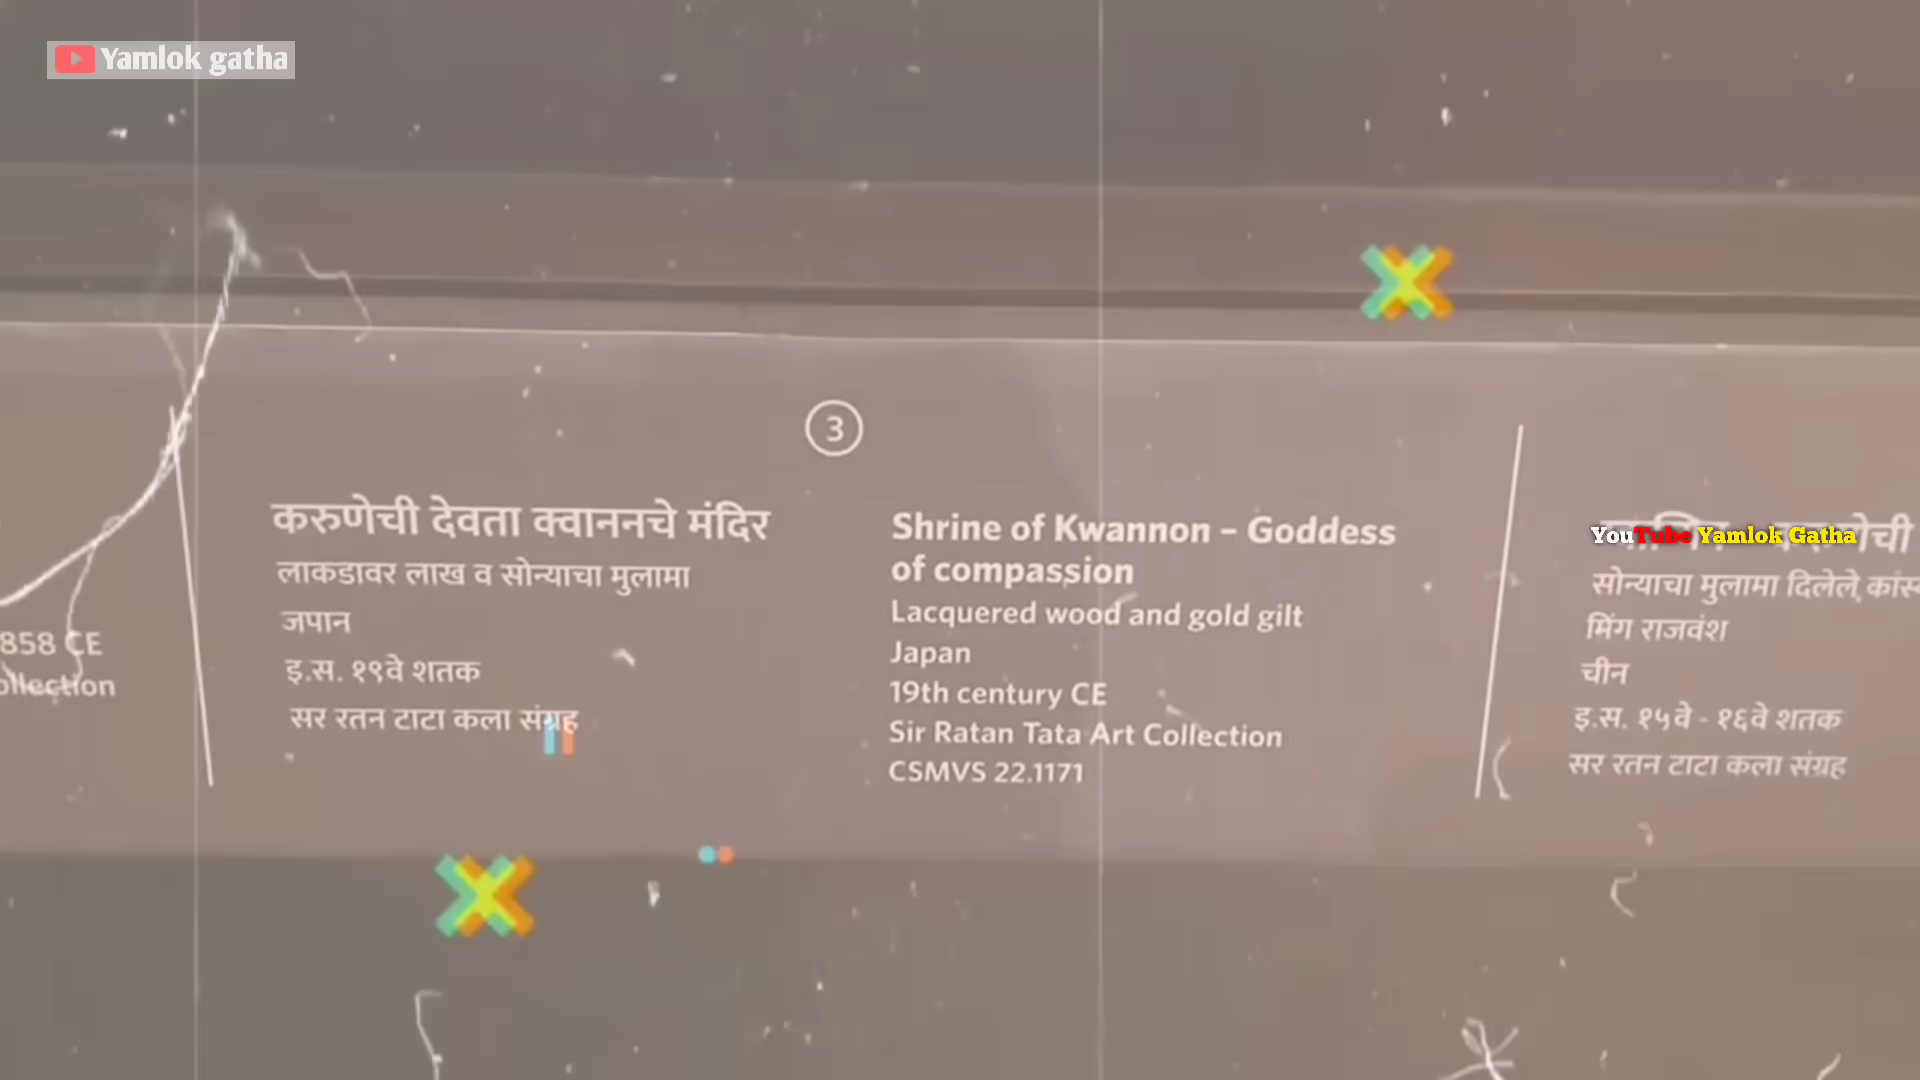 Yamlok gatha
858 CE
ollection
3
करुणेची देवता क्वाननचे मंदिर
लाकडावर लाख व सोन्याचा मुलामा
जपान
इ.स. १९वे शतक
सर रतन टाटा कला संग्रह
Shrine of Kwannon – Goddess
of compassion
Lacquered wood and gold gilt
Japan
19th century CE
Sir Ratan Tata Art Collection
CSMVS 22.1171
YouTube Yamlok Gatha
सोन्याचा मुलामा दिलेले
मिंग राजवंश
चीन
इ.स. १५वे - १६वे शतक
सर रतन टाटा कला संग्रह